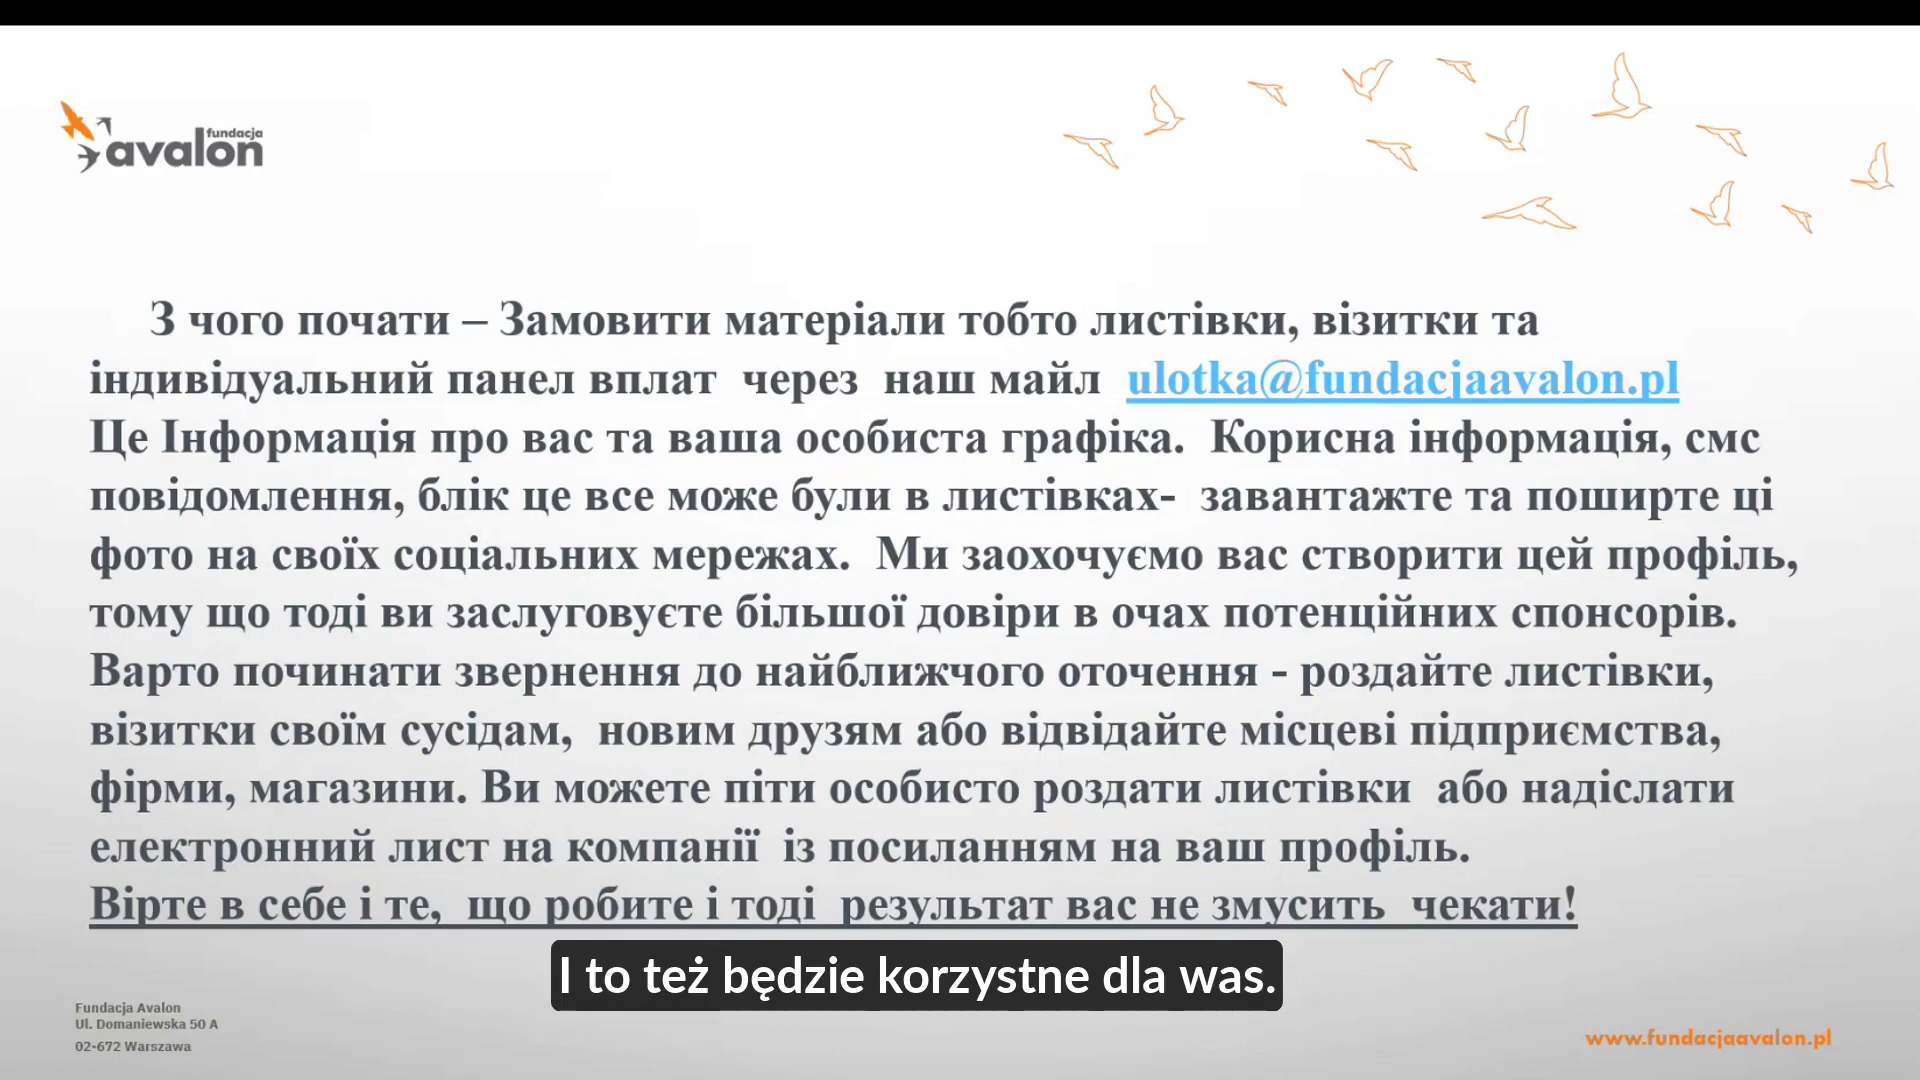 fundacja
avalon
З чого почати – Замовити матеріали тобто листівки, візитки та
індивідуальний панел вплат через наш майл ulotka@fundacjaavalon.pl
Це Інформація про вас та ваша особиста графіка. Корисна інформація, смс
повідомлення, блік це все може були в листівках- завантажте та поширте ці
фото на своїх соціальних мережах. Ми заохочуємо вас створити цей профіль,
тому що тоді ви заслуговуєте більшої довіри в очах потенційних спонсорів.
Варто починати звернення до найближчого оточення - роздайте листівки,
візитки своїм сусідам, новим друзям або відвідайте місцеві підприємства,
фірми, магазини. Ви можете піти особисто роздати листівки або надіслати
електронний лист на компанії із посиланням на ваш профіль.
Вірте в себе і те, що робите і тоді результат вас не змусить чекати!
I to też będzie korzystne dla was.
Fundacja Avalon
Ul. Domaniewska 50 A
02-672 Warszawa
www.fundacjaavalon.pl